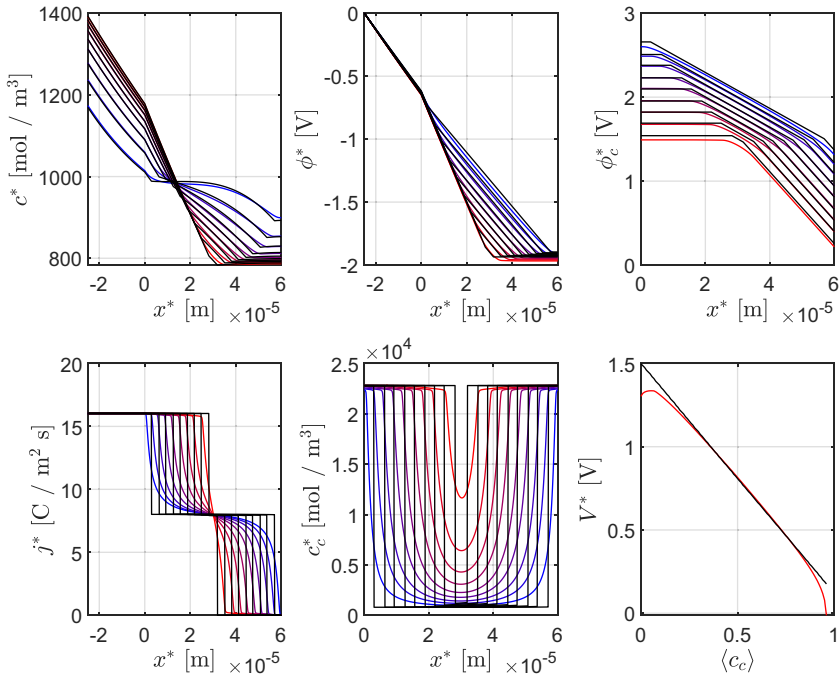 1400
1200
1000
800
c* [mol / m³]
-2 0 2 4 6
x* [m] ×10⁻⁵
0
-0.5
-1
-1.5
-2
ϕ* [V]
-2 0 2 4 6
x* [m] ×10⁻⁵
3
2
1
0
ϕ*_c [V]
0 2 4 6
x* [m] ×10⁻⁵
20
15
10
5
0
j* [C / m² s]
-2 0 2 4 6
x* [m] ×10⁻⁵
×10⁴
2.5
2
1.5
1
0.5
0
c*_c [mol / m³]
0 2 4 6
x* [m] ×10⁻⁵
1.5
1
0.5
0
V* [V]
0 0.5 1
⟨c_c⟩